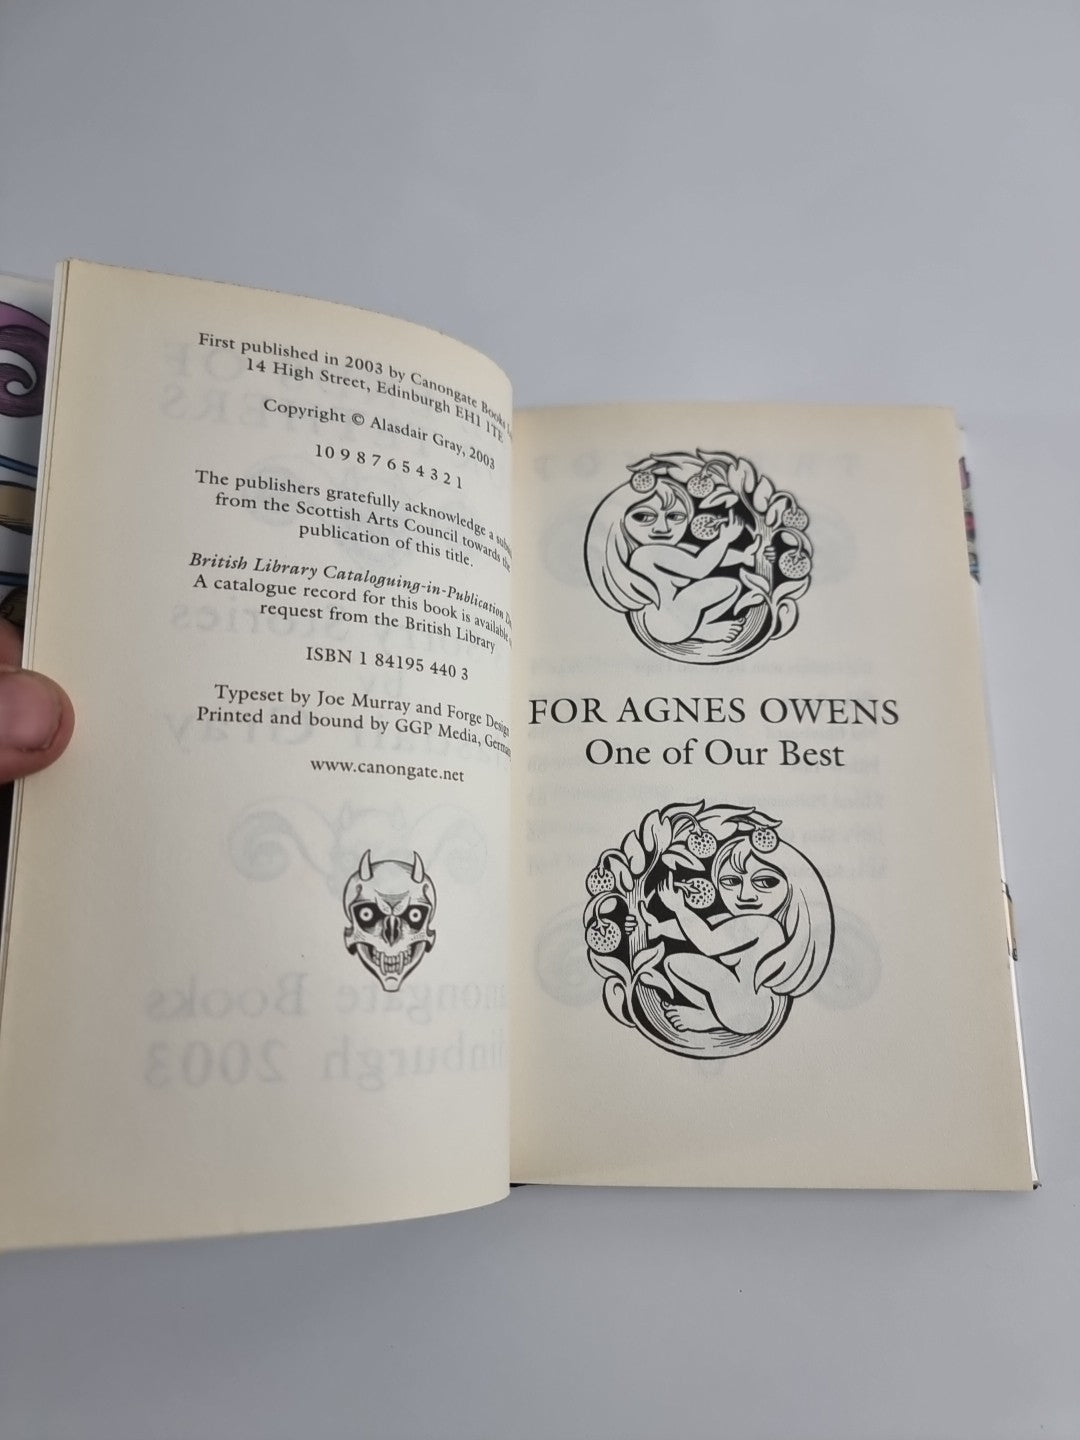 First published in 2003 by Canongate Books
14 High Street, Edinburgh EH1 1TE
Copyright © Alasdair Gray, 2003
10 9 8 7 6 5 4 3 2 1
The publishers gratefully acknowledge a
from the Scottish Arts Council towards the
publication of this title.
British Library Cataloguing-in-Publication
A catalogue record for this book is available
request from the British Library
ISBN 1 84195 440 3
Typeset by Joe Murray and Forge Design
Printed and bound by GGP Media,
www.canongate.net
FOR AGNES OWENS
One of Our Best